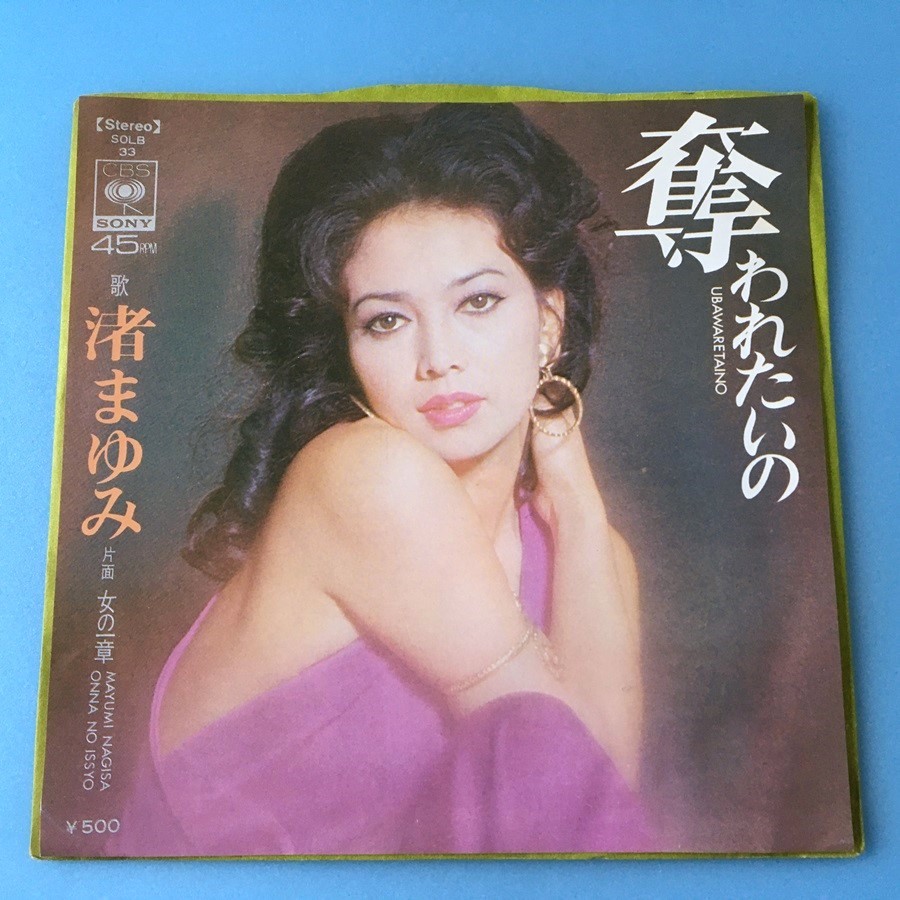 【Stereo】
SOLB
33
CBS
SONY
45RPM
歌
渚まゆみ
片面
女の一章
MAYUMI NAGISA
ONNA NO ISSYO
¥500
奪われたいの
UBAWARETAINO